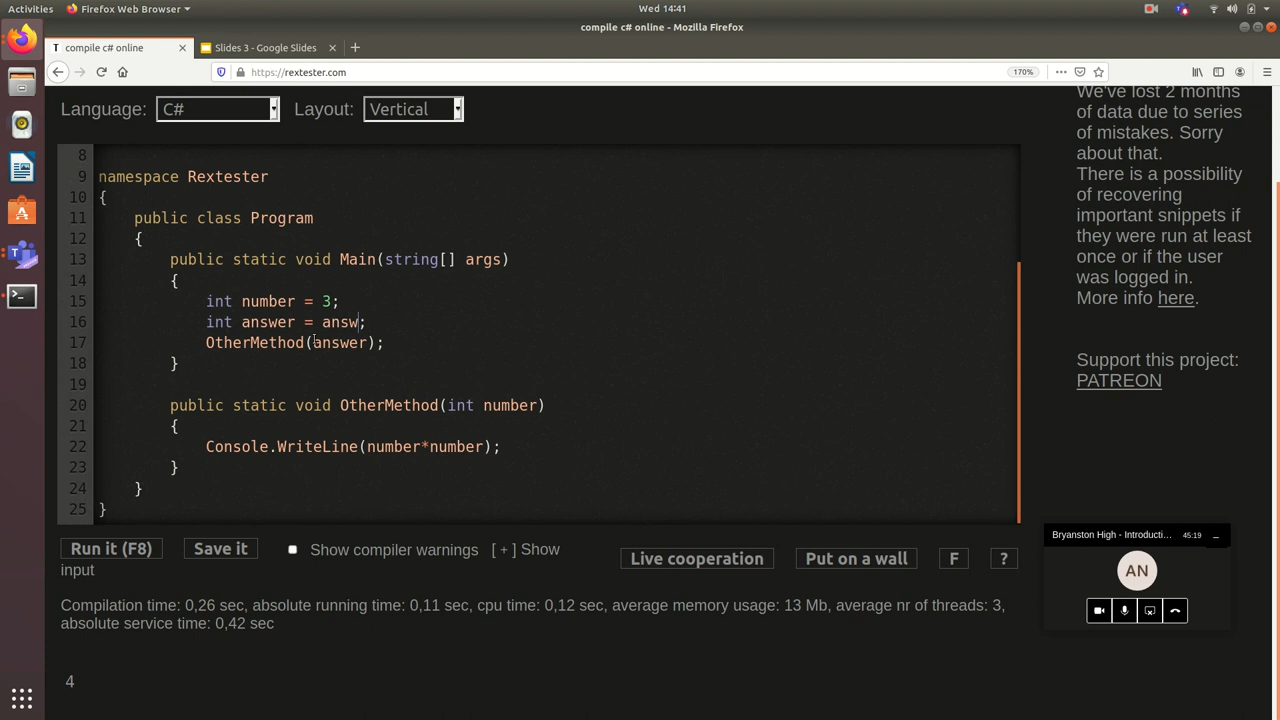 Activities Firefox Web Browser Wed 14:41
compile c# online - Mozilla Firefox
T compile c# online Slides 3 - Google Slides
https://rextester.com 170%
Language: C# Layout: Vertical
We've lost 2 months
of data due to series
of mistakes. Sorry
about that.
There is a possibility
of recovering
important snippets if
they were run at least
once or if the user
was logged in.
More info here.
Support this project:
PATREON
8
9 namespace Rextester
10 {
11 public class Program
12 {
13 public static void Main(string[] args)
14 {
15 int number = 3;
16 int answer = answ;
17 OtherMethod(answer);
18 }
19
20 public static void OtherMethod(int number)
21 {
22 Console.WriteLine(number*number);
23 }
24 }
25 }
Run it (F8) Save it Show compiler warnings [ + ] Show
input
Live cooperation Put on a wall F ?
Bryanston High - Introducti... 45:19
AN
Compilation time: 0,26 sec, absolute running time: 0,11 sec, cpu time: 0,12 sec, average memory usage: 13 Mb, average nr of threads: 3,
absolute service time: 0,42 sec
4